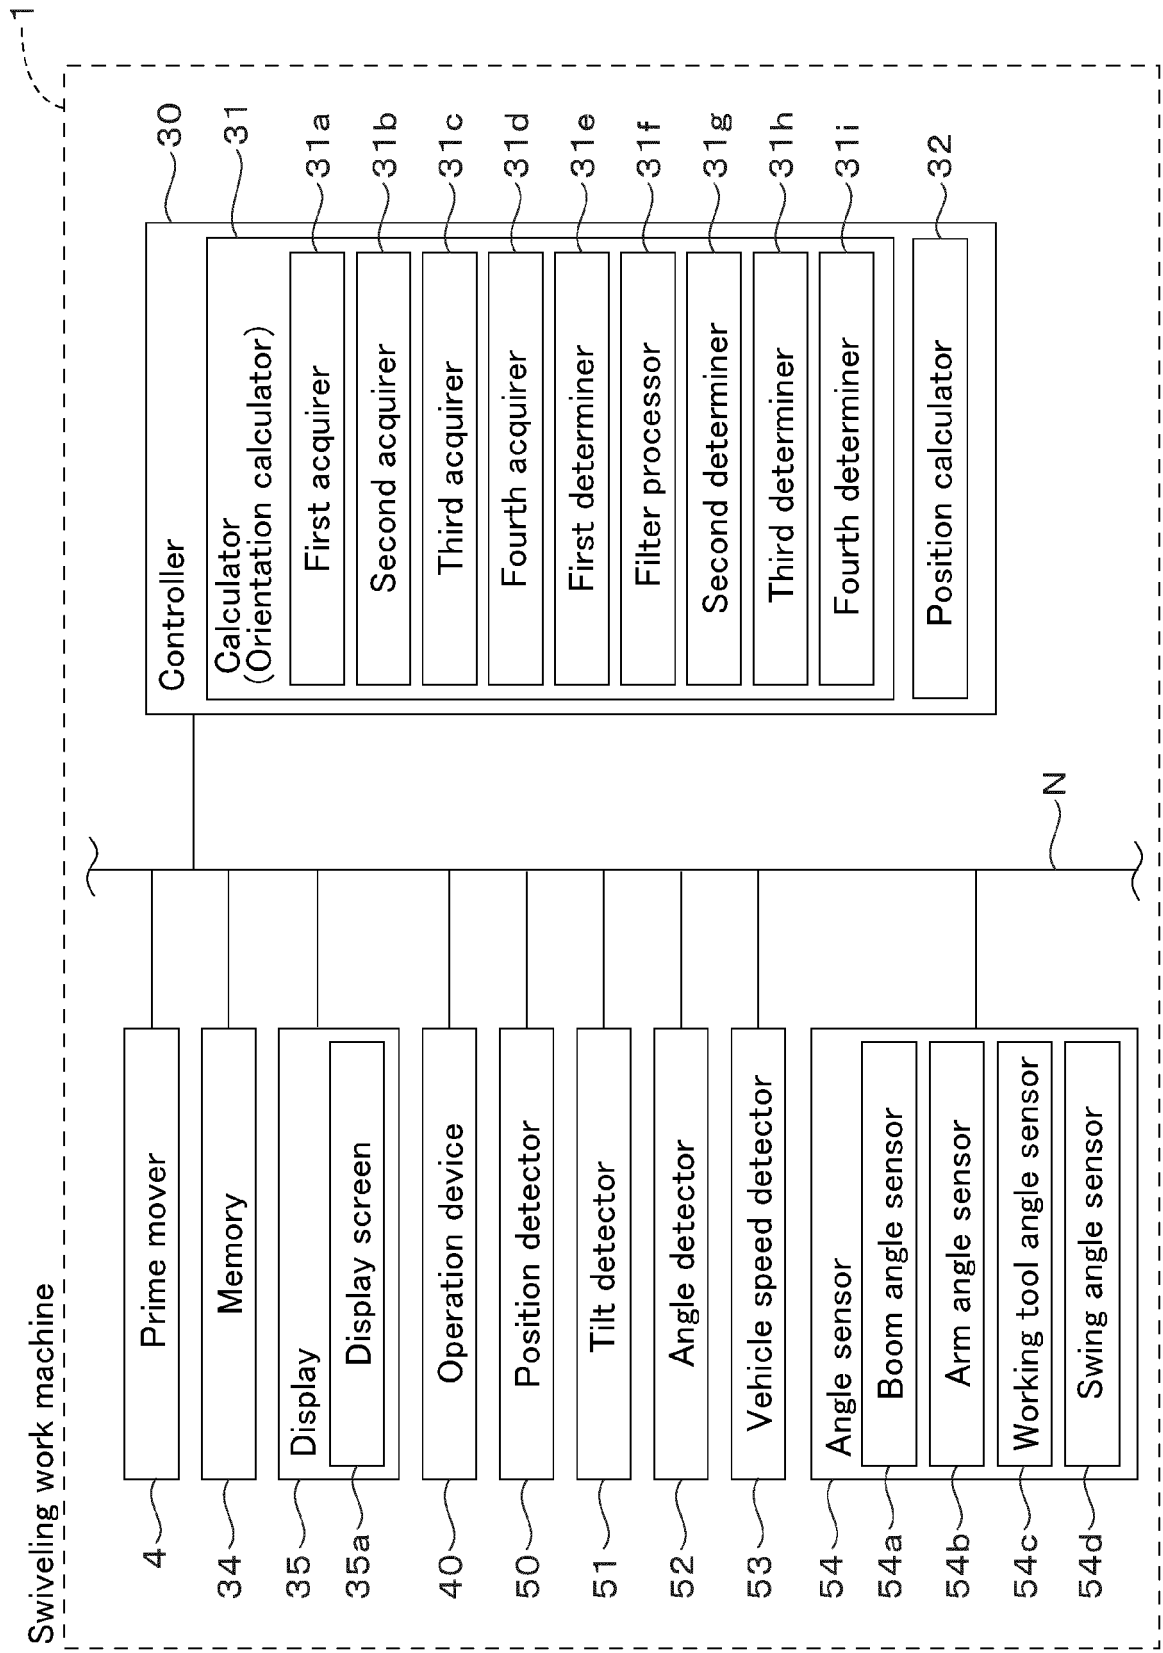 Swiveling work machine
1
4
Prime mover
34
Memory
35
Display
35a
Display screen
40
Operation device
50
Position detector
51
Tilt detector
52
Angle detector
53
Vehicle speed detector
54
Angle sensor
54a
Boom angle sensor
54b
Arm angle sensor
54c
Working tool angle sensor
54d
Swing angle sensor
N
Controller
30
Calculator
(Orientation calculator)
31
First acquirer
31a
Second acquirer
31b
Third acquirer
31c
Fourth acquirer
31d
First determiner
31e
Filter processor
31f
Second determiner
31g
Third determiner
31h
Fourth determiner
31i
Position calculator
32